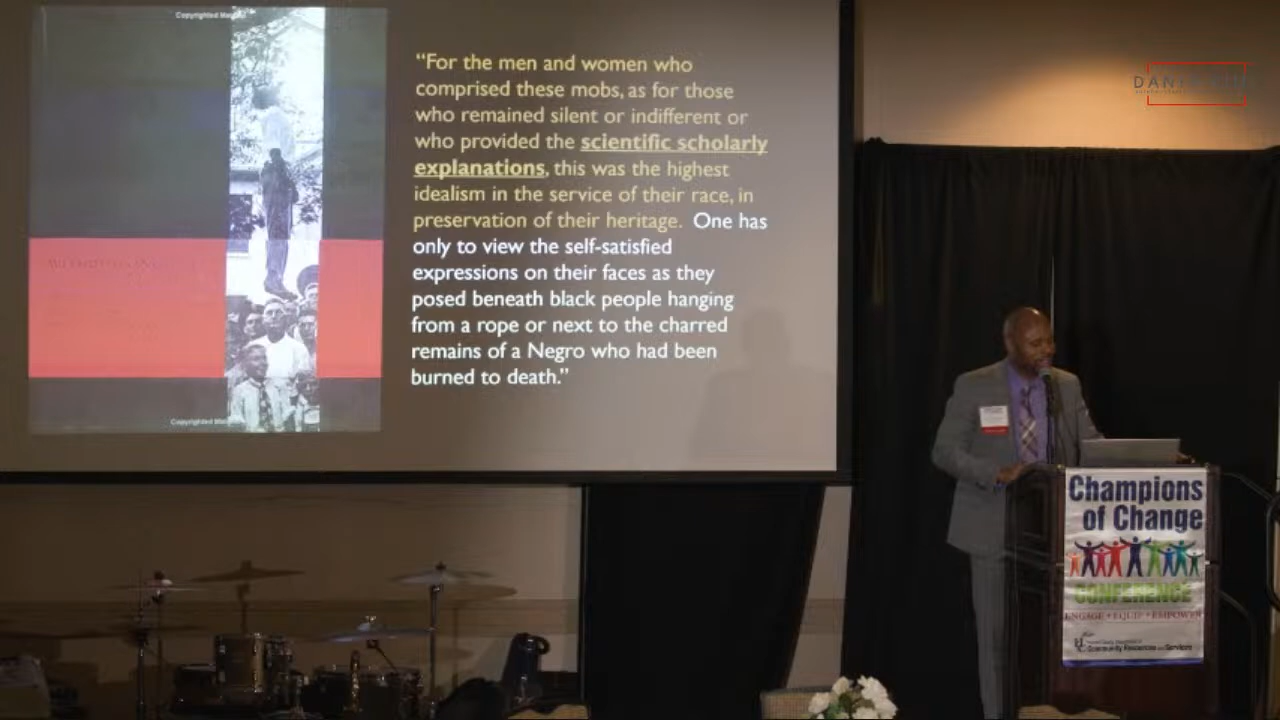 “For the men and women who
comprised these mobs, as for those
who remained silent or indifferent or
who provided the scientific scholarly
explanations, this was the highest
idealism in the service of their race, in
preservation of their heritage. One has
only to view the self-satisfied
expressions on their faces as they
posed beneath black people hanging
from a rope or next to the charred
remains of a Negro who had been
burned to death.”
Copyrighted
Copyrighted
Champions
of Change
CONFERENCE
ENGAGE • EQUIP • EMPOWER
Community Resources and Services